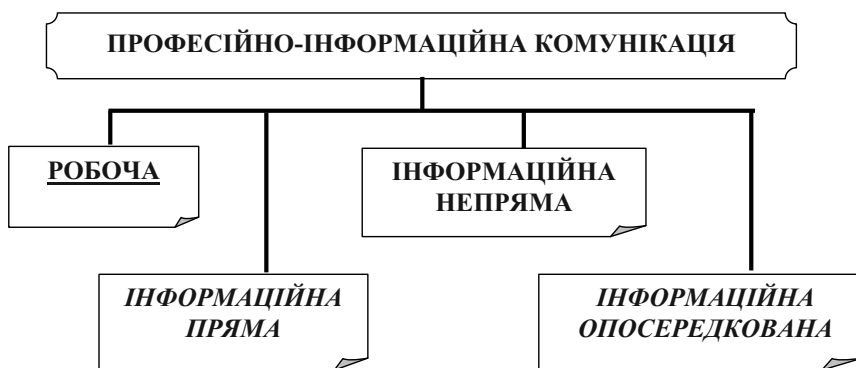 ПРОФЕСІЙНО-ІНФОРМАЦІЙНА КОМУНІКАЦІЯ
РОБОЧА
ІНФОРМАЦІЙНА
НЕПРЯМА
ІНФОРМАЦІЙНА
ПРЯМА
ІНФОРМАЦІЙНА
ОПОСЕРЕДКОВАНА